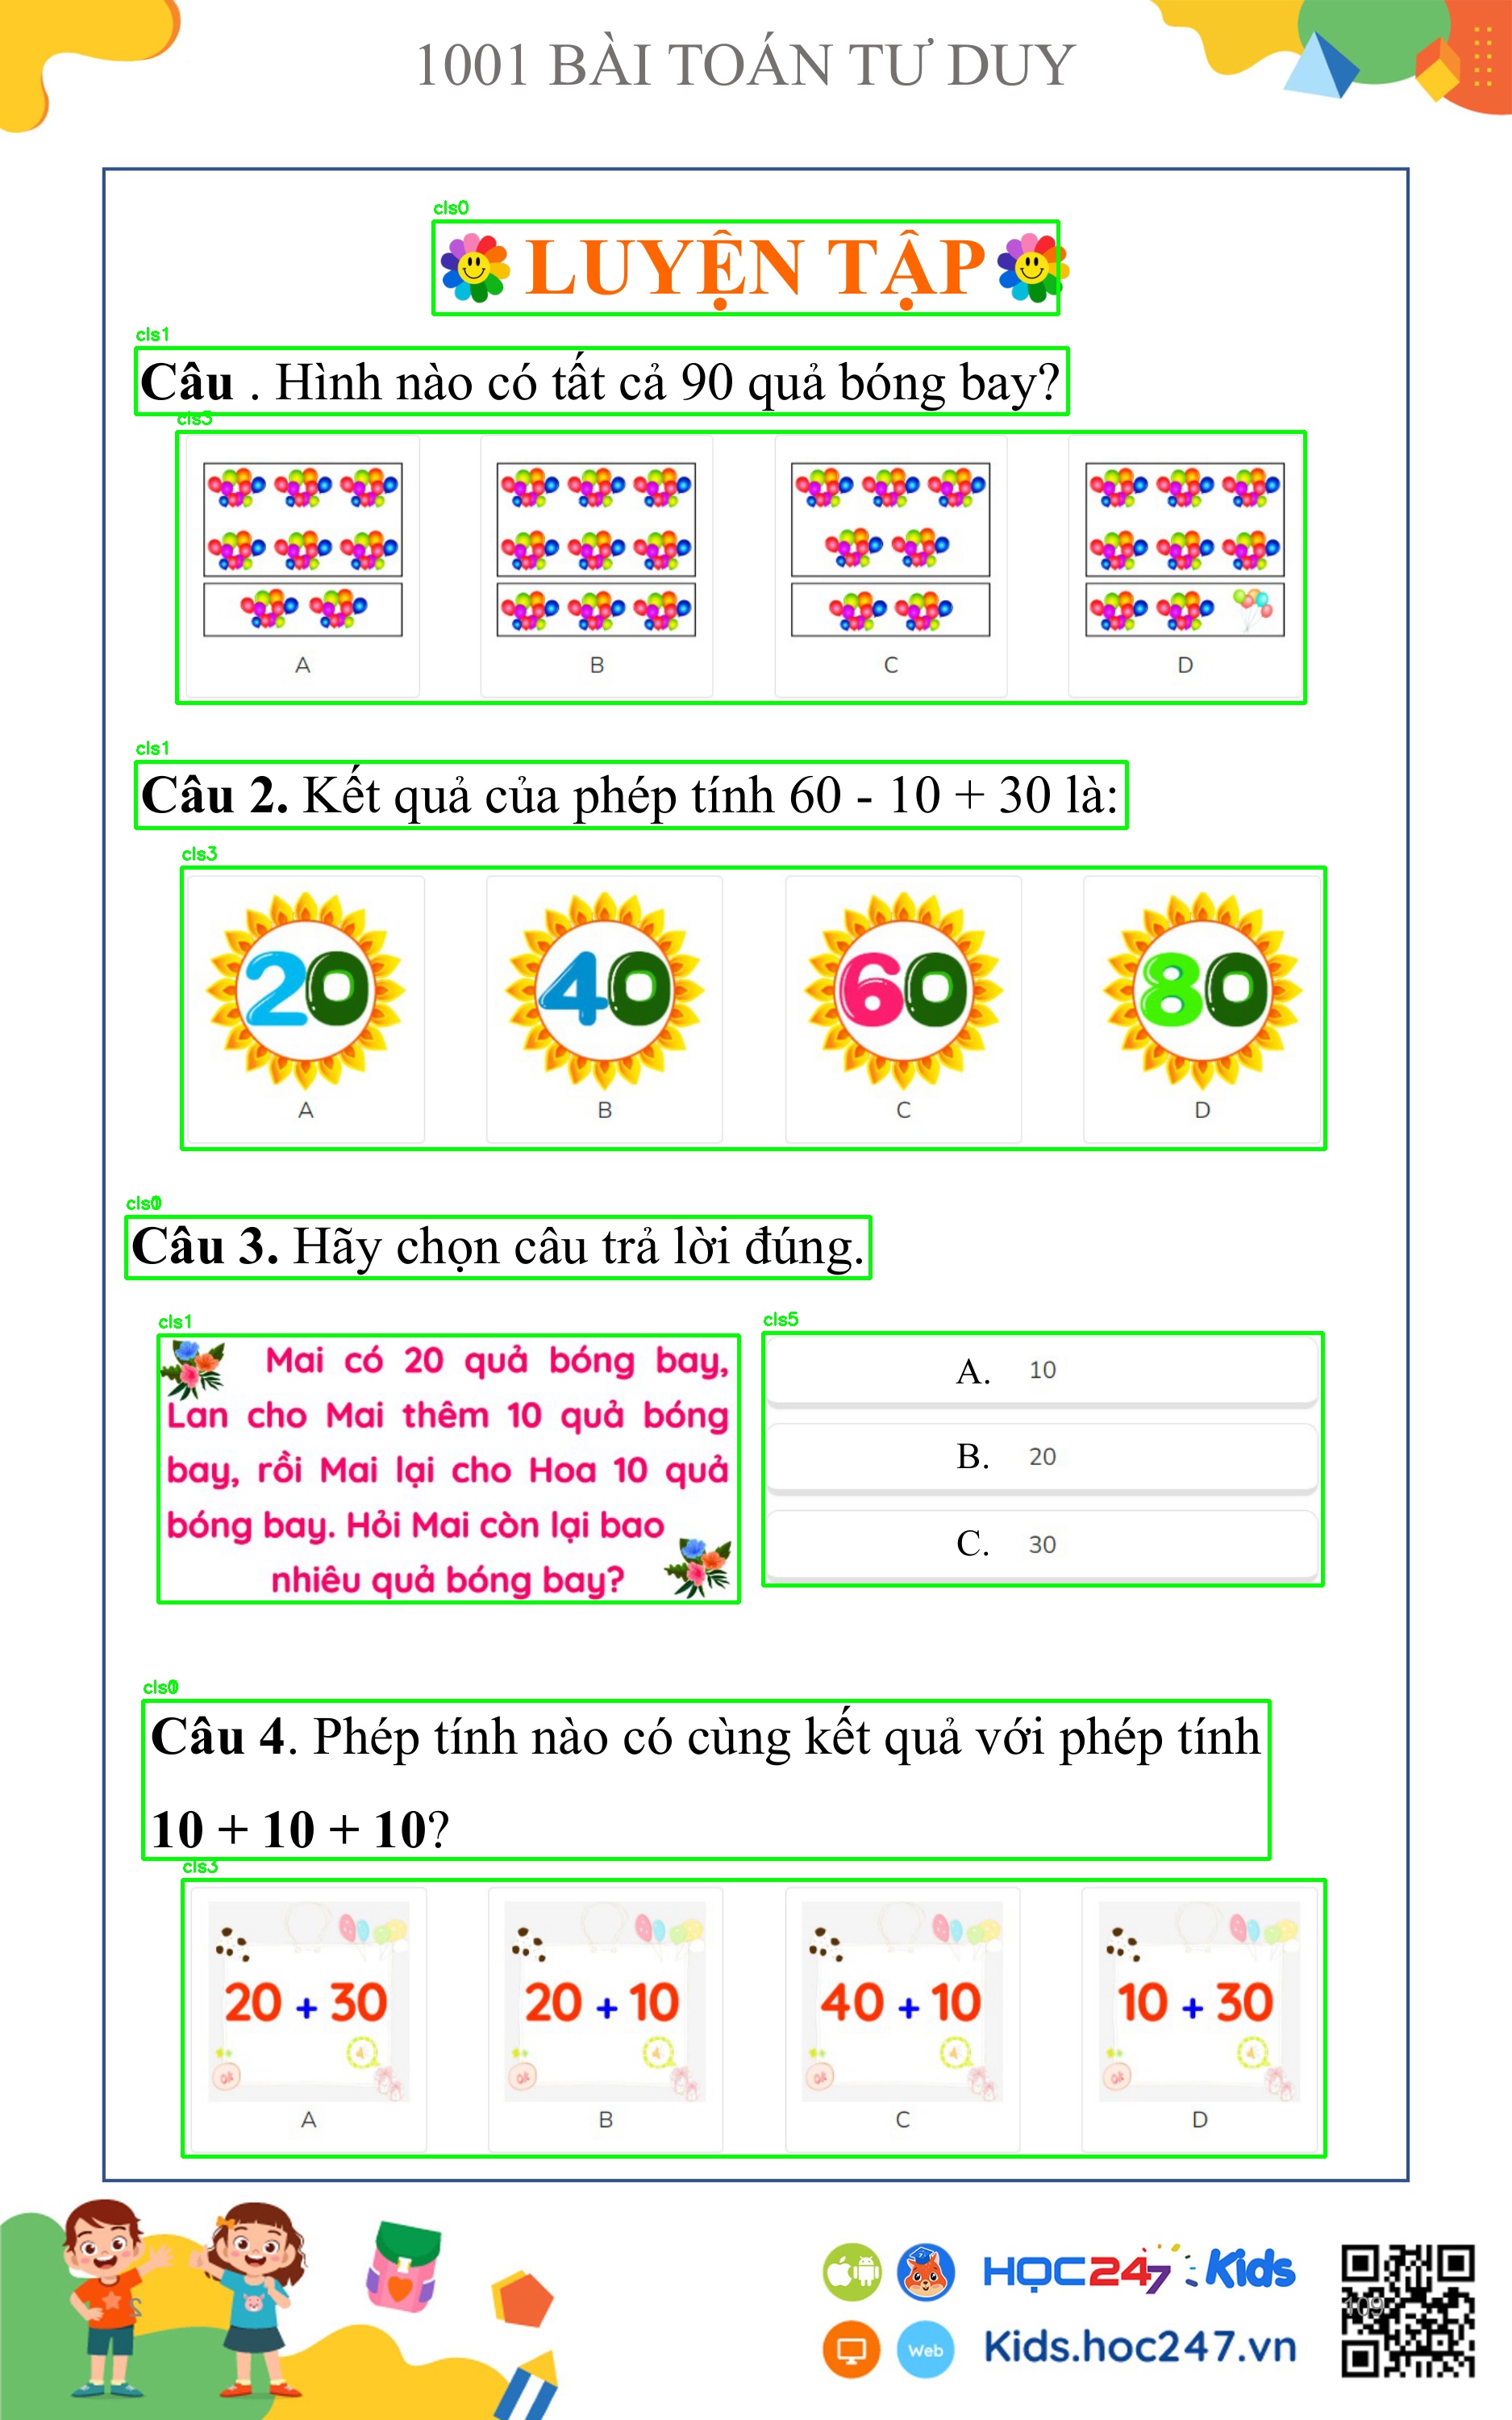 1001 BÀI TOÁN TƯ DUY
cls0
LUYỆN TẬP
cls1
Câu . Hình nào có tất cả 90 quả bóng bay?
A B C D
cls1
Câu 2. Kết quả của phép tính 60 - 10 + 30 là:
cls3
20 40 60 80
A B C D
Câu 3. Hãy chọn câu trả lời đúng.
cls1
Mai có 20 quả bóng bay,
Lan cho Mai thêm 10 quả bóng
bay, rồi Mai lại cho Hoa 10 quả
bóng bay. Hỏi Mai còn lại bao
nhiêu quả bóng bay?
cls5
A. 10
B. 20
C. 30
Câu 4. Phép tính nào có cùng kết quả với phép tính
10 + 10 + 10?
cls3
20 + 30 20 + 10 40 + 10 10 + 30
A B C D
HỌC247 Kids
109
Web
Kids.hoc247.vn